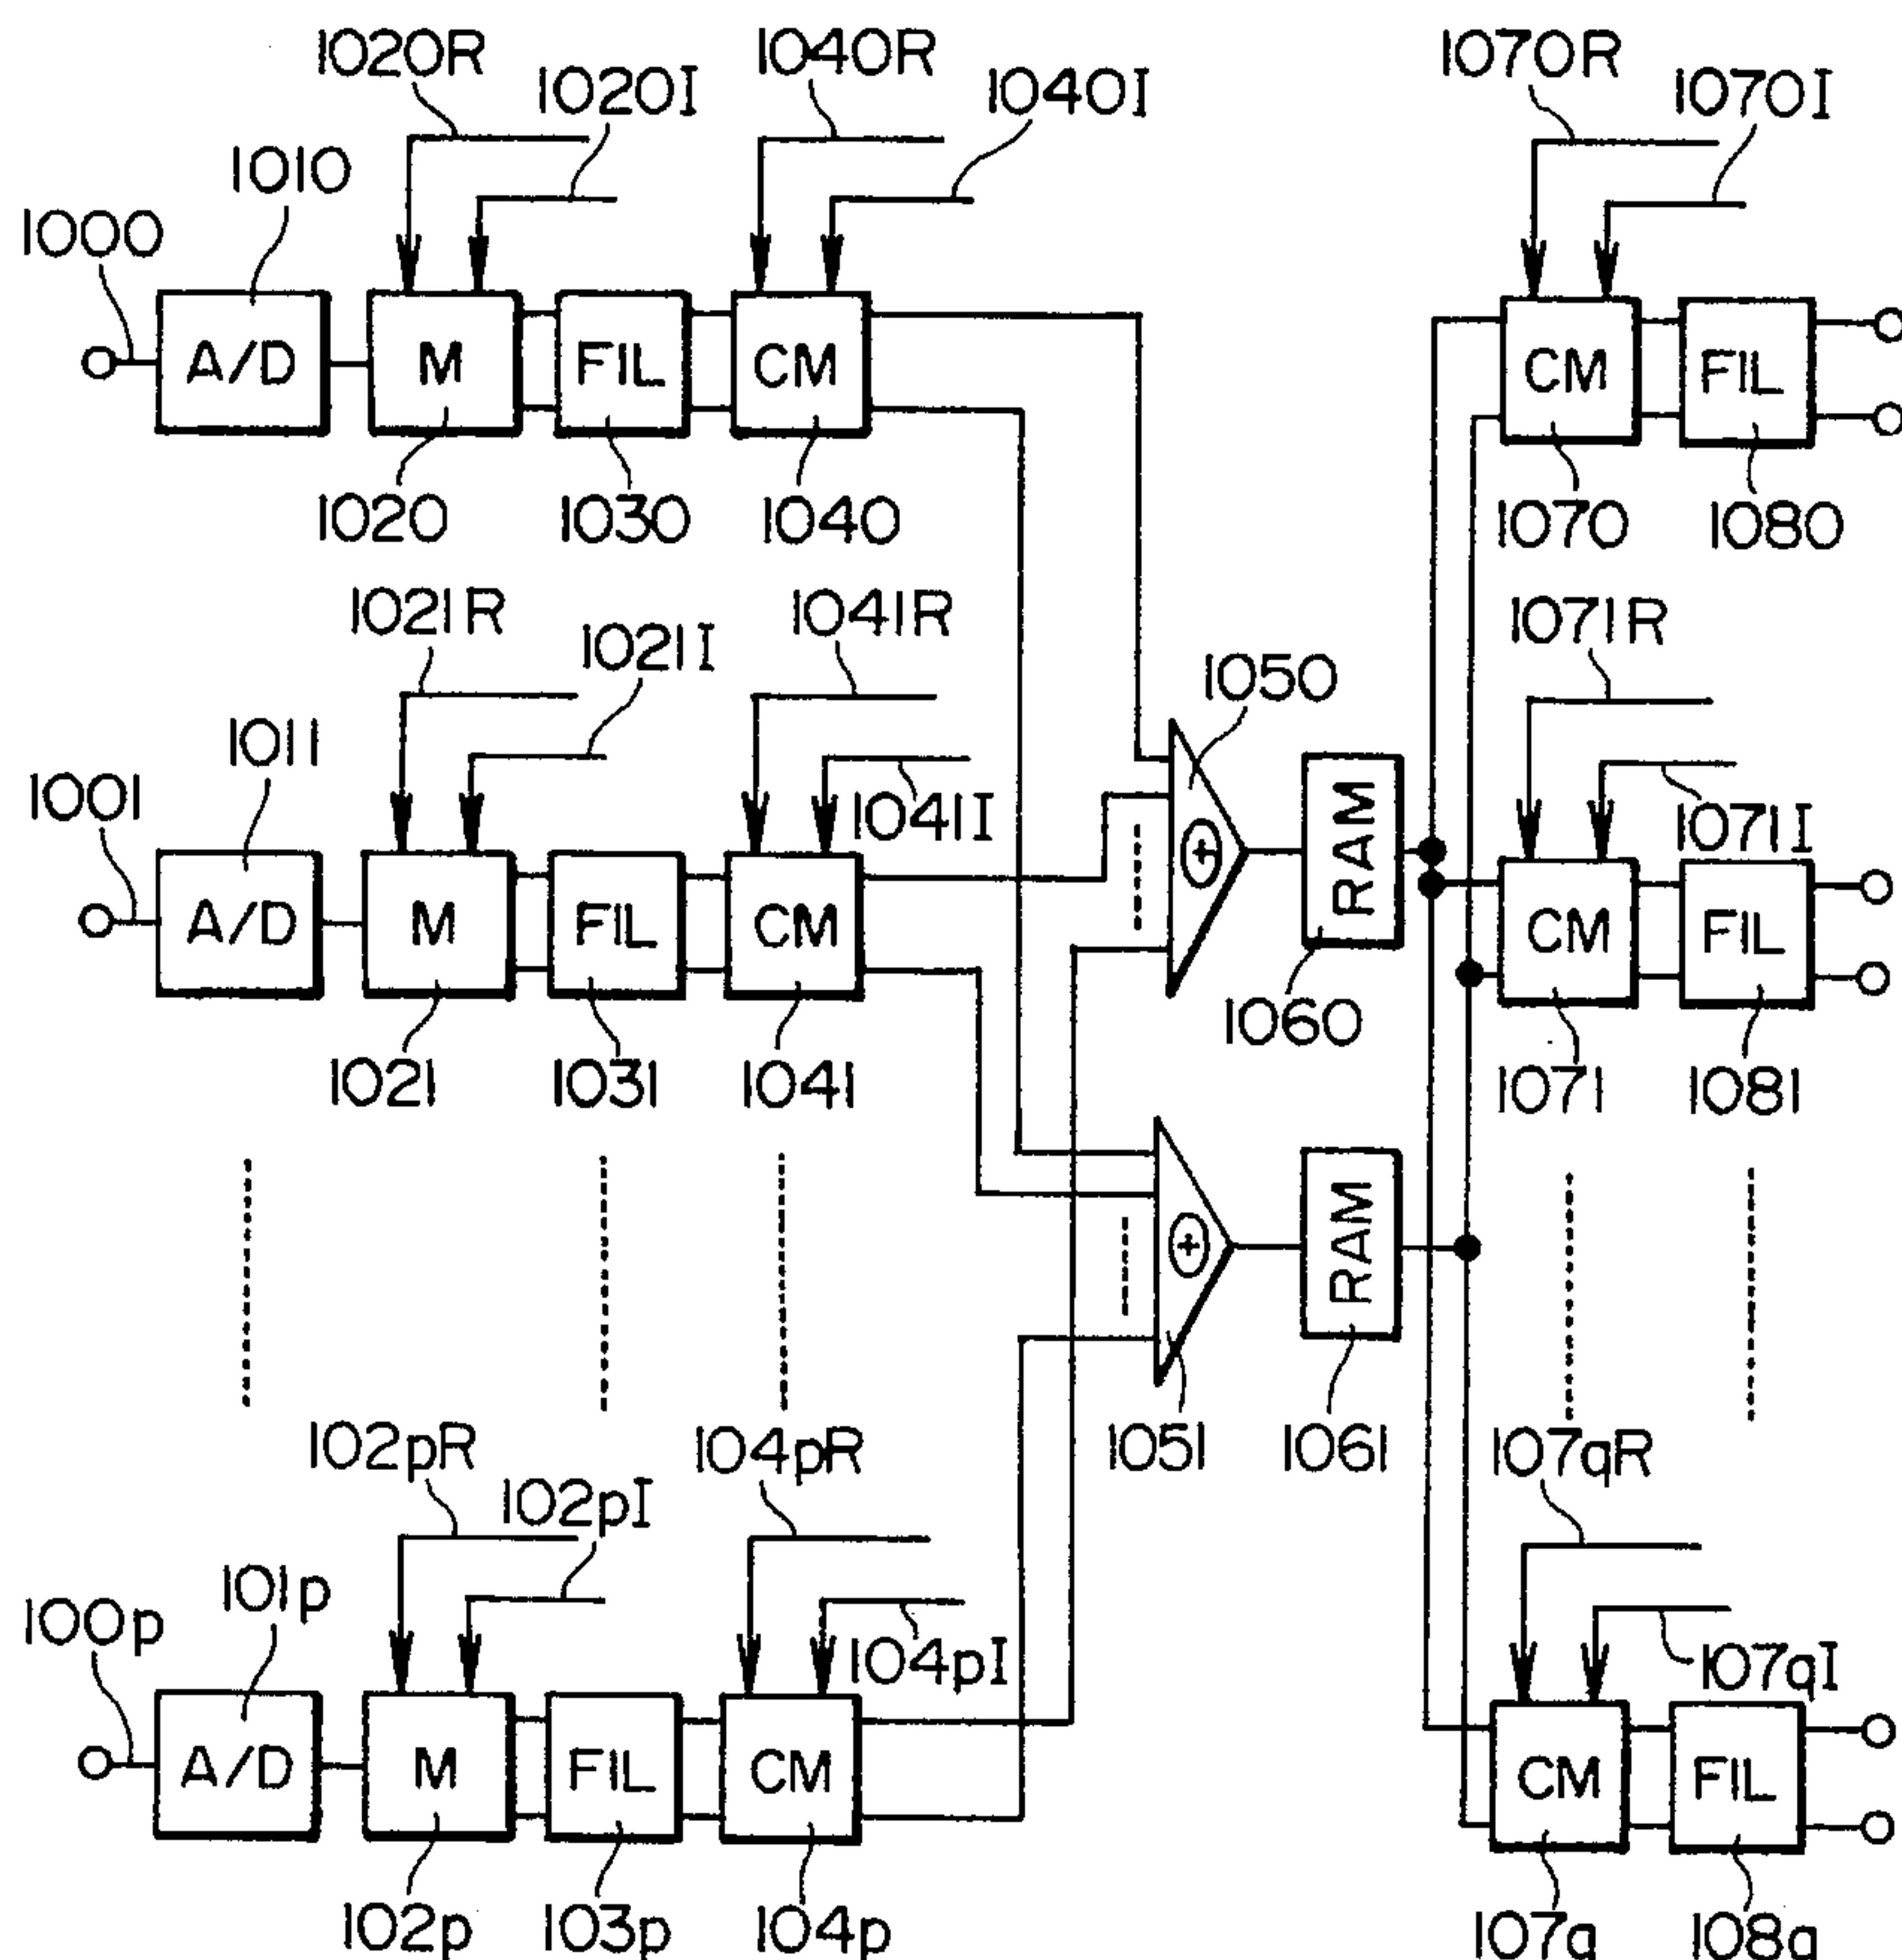 1020R
1040R
1070R
1020I
1040I
1070I
1010
1000
A/D
M
FIL
CM
CM
FIL
1020
1030
1040
1070
1080
1021R
1041R
1071R
1021I
1050
1011
1001
1041I
1071I
+
RAM
A/D
M
FIL
CM
CM
FIL
1060
1021
1031
1041
1071
1081
+
RAM
102pR
104pR
1051
1061
107qR
102pI
101p
100p
104pI
107qI
A/D
M
FIL
CM
CM
FIL
102p
103p
104p
107q
108q